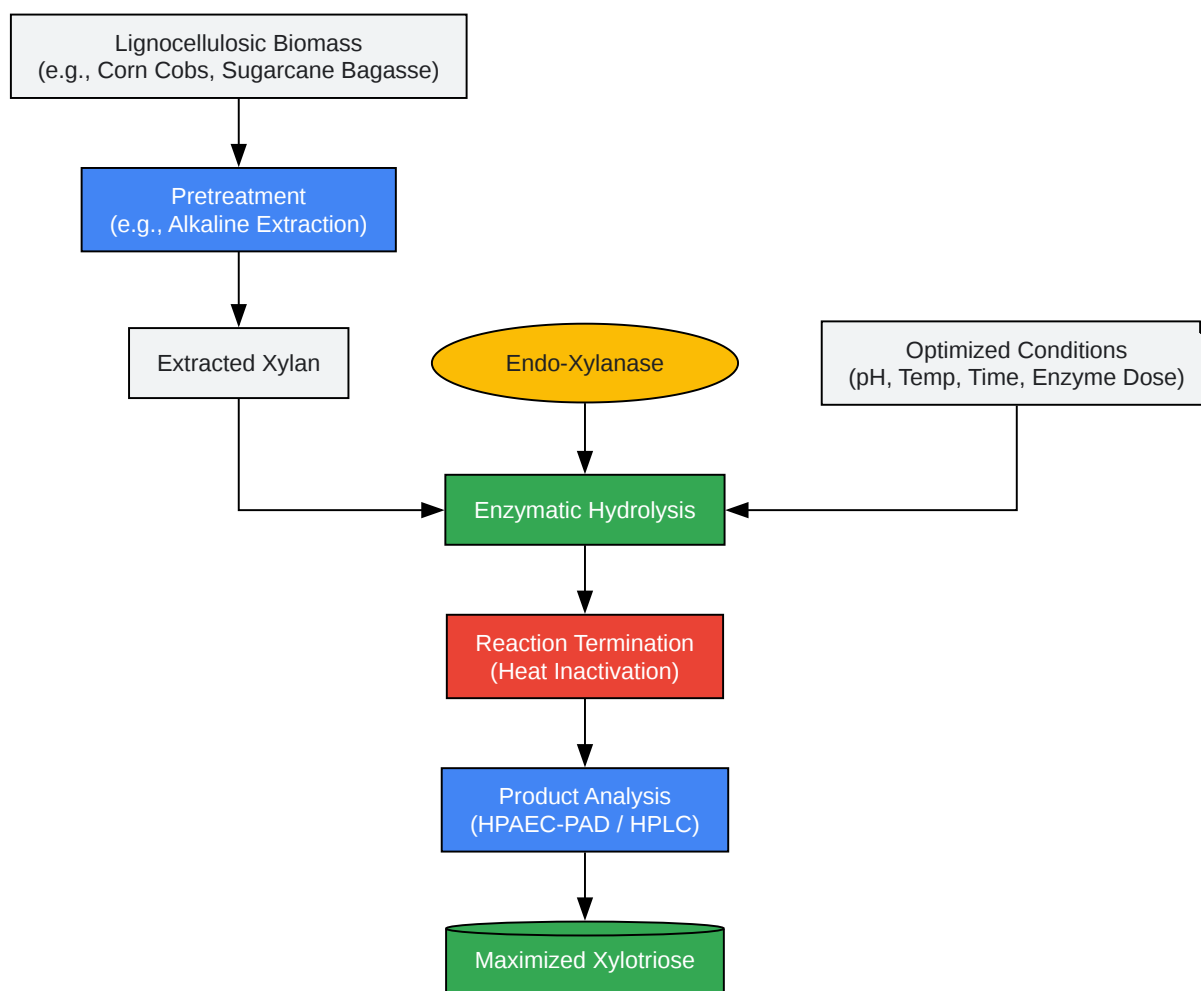 Lignocellulosic Biomass
(e.g., Corn Cobs, Sugarcane Bagasse)
Pretreatment
(e.g., Alkaline Extraction)
Extracted Xylan
Endo-Xylanase
Optimized Conditions
(pH, Temp, Time, Enzyme Dose)
Enzymatic Hydrolysis
Reaction Termination
(Heat Inactivation)
Product Analysis
(HPAEC-PAD / HPLC)
Maximized Xylotriose